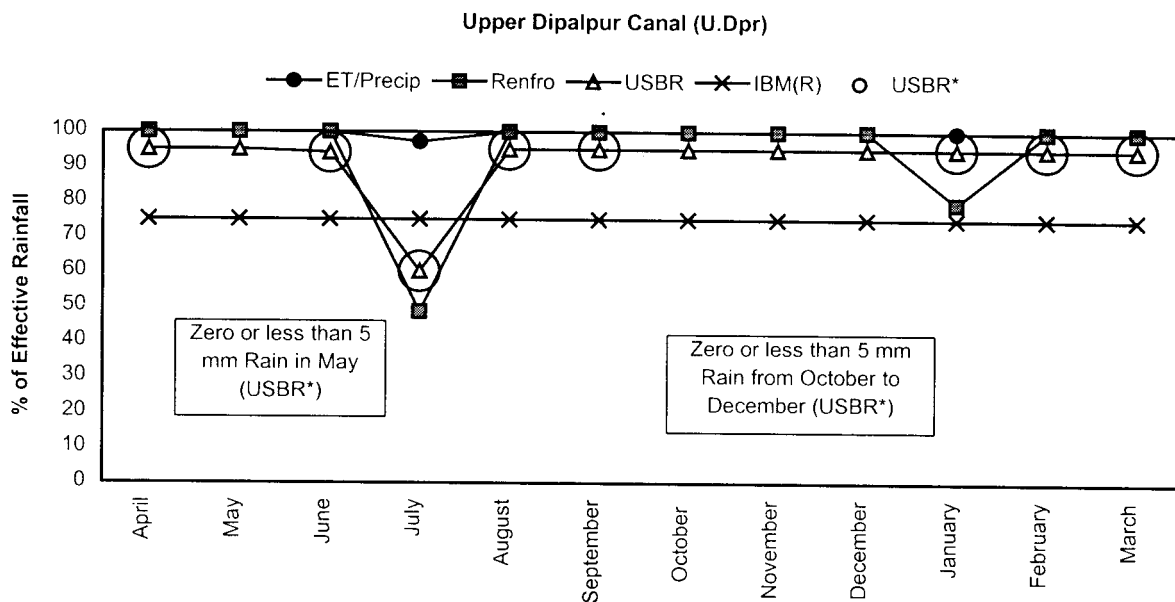 Upper Dipalpur Canal (U.Dpr)
ET/Precip Renfro USBR IBM(R) USBR*
% of Effective Rainfall
100
90
80
70
60
50
40
30
20
10
0
Zero or less than 5
mm Rain in May
(USBR*)
Zero or less than 5 mm
Rain from October to
December (USBR*)
April
May
June
July
August
September
October
November
December
January
February
March